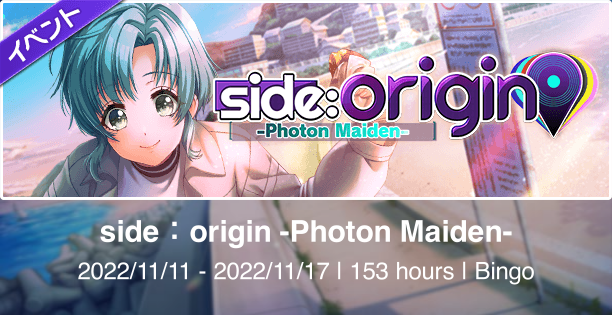 イベント
side:origin
-Photon Maiden-
side：origin -Photon Maiden-
2022/11/11 - 2022/11/17 | 153 hours | Bingo